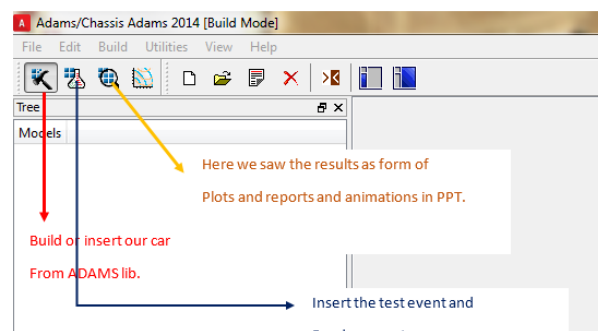 Adams/Chassis Adams 2014 [Build Mode]
File Edit Build Utilities View Help
Tree
Models
Here we saw the results as form of
Plots and reports and animations in PPT.
Build or insert our car
From ADAMS lib.
Insert the test event and